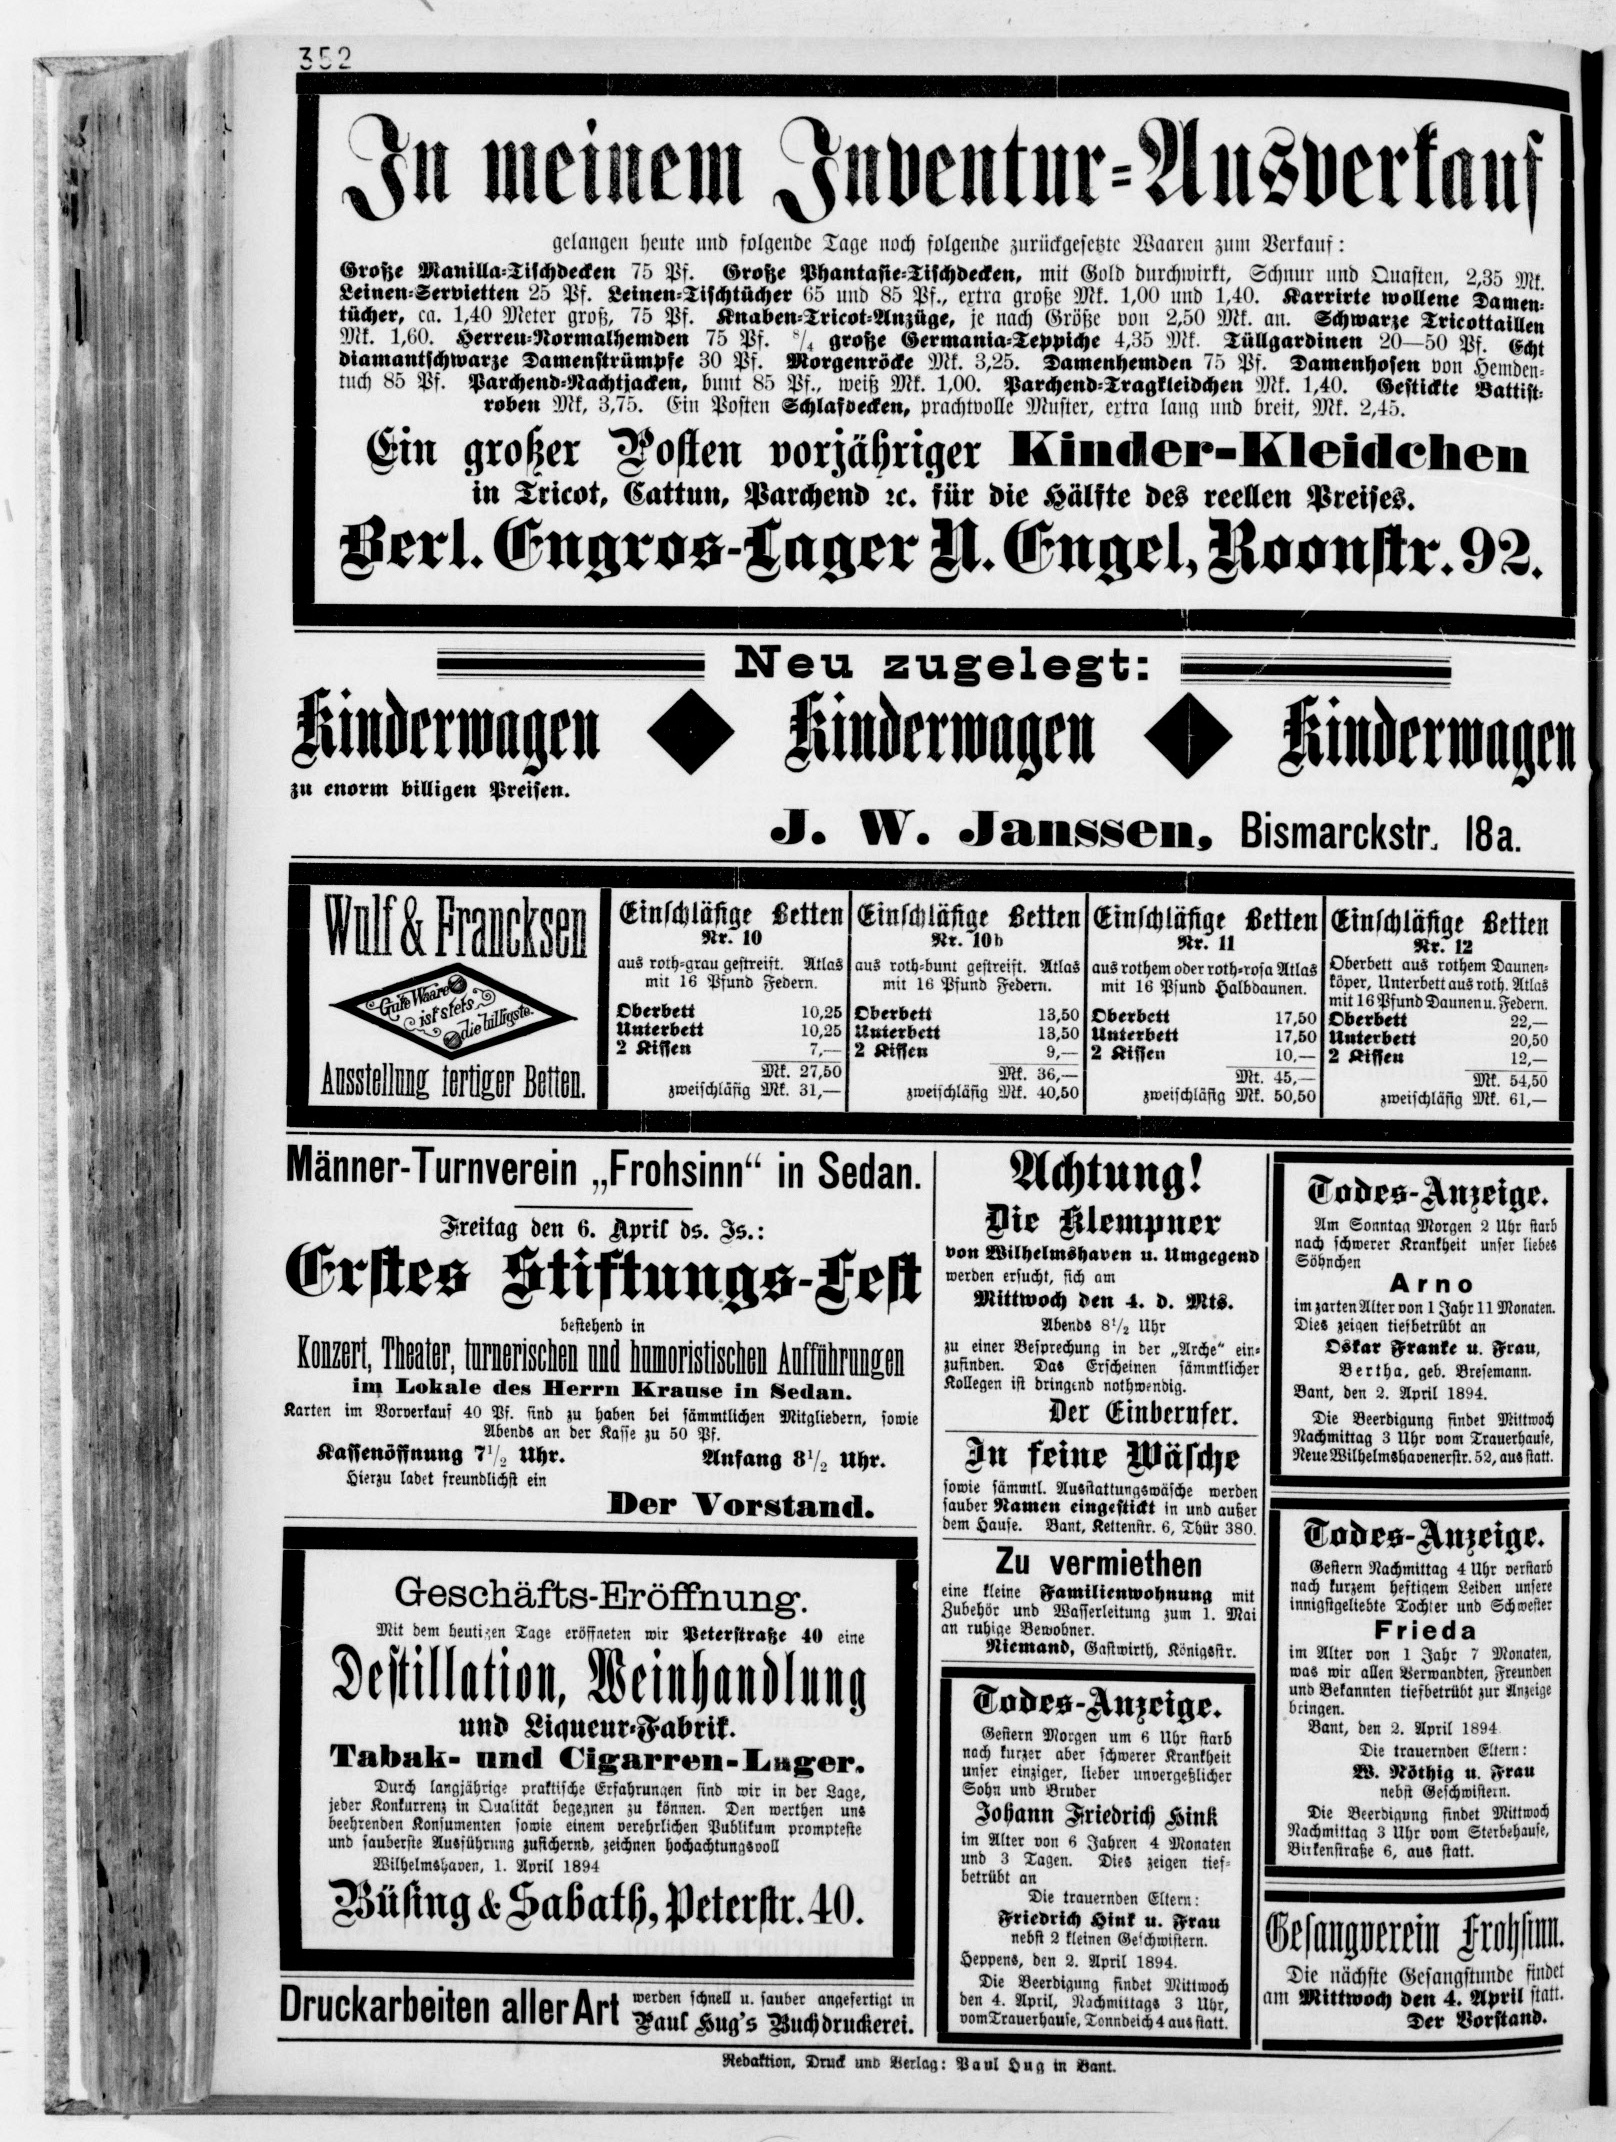 352
In meinem Inventur-Ausverkauf
gelangen heute und folgende Tage noch folgende zurückgesetzte Waaren zum Verkauf:
Große Manilla-Tischdecken 75 Pf. Große Phantasie-Tischdecken, mit Gold durchwirkt, Schnur und Quasten, 2,35 Mk.
Leinen-Servietten 25 Pf. Leinen-Tischtücher 65 und 85 Pf., extra große Mk. 1,00 und 1,40. Karrirte wollene Damen-
tücher, ca. 1,40 Meter groß, 75 Pf. Knaben-Tricot-Anzüge, je nach Größe von 2,50 Mk. an. Schwarze Tricottaillen
Mk. 1,60. Herren-Normalhemden 75 Pf. 8/4 große Germania-Teppiche 4,35 Mk. Tüllgardinen 20—50 Pf. Echt
diamantschwarze Damenstrümpfe 30 Pf. Morgenröcke Mk. 3,25. Damenhemden 75 Pf. Damenhosen von Hemden-
tuch 85 Pf. Parchend-Nachtjacken, bunt 85 Pf., weiß Mk. 1,00. Parchend-Tragkleidchen Mk. 1,40. Gestickte Battist-
roben Mk, 3,75. Ein Posten Schlafdecken, prachtvolle Muster, extra lang und breit, Mk. 2,45.
Ein großer Posten vorjähriger Kinder-Kleidchen
in Tricot, Cattun, Parchend ꝛc. für die Hälfte des reellen Preises.
Berl. Engros-Lager N. Engel, Roonstr. 92.
Neu zugelegt:
Kinderwagen Kinderwagen Kinderwagen
zu enorm billigen Preisen.
J. W. Janssen, Bismarckstr. 18a.
Wulf & Francksen
Gute Waare
ist stets
die billigste.
Ausstellung fertiger Betten.
Einschläfige Betten
Nr. 10
aus roth-grau gestreift. Atlas
mit 16 Pfund Federn.
Oberbett 10,25
Unterbett 10,25
2 Kissen 7,—
Mk. 27,50
zweischläfig Mk. 31,—
Einschläfige Betten
Nr. 10b
aus roth-bunt gestreift. Atlas
mit 16 Pfund Federn.
Oberbett 13,50
Unterbett 13,50
2 Kissen 9,—
Mk. 36,—
zweischläfig Mk. 40,50
Einschläfige Betten
Nr. 11
aus rothem oder roth-rosa Atlas
mit 16 Pfund Halbdaunen.
Oberbett 17,50
Unterbett 17,50
2 Kissen 10,—
Mk. 45,—
zweischläfig Mk. 50,50
Einschläfige Betten
Nr. 12
Oberbett aus rothem Daunen-
köper, Unterbett aus roth. Atlas
mit 16 Pfund Daunen u. Federn.
Oberbett 22,—
Unterbett 20,50
2 Kissen 12,—
Mk. 54,50
zweischläfig Mk. 61,—
Männer-Turnverein „Frohsinn“ in Sedan.
Freitag den 6. April ds. Js.:
Erstes Stiftungs-Fest
bestehend in
Konzert, Theater, turnerischen und humoristischen Aufführungen
im Lokale des Herrn Krause in Sedan.
Karten im Vorverkauf 40 Pf. sind zu haben bei sämmtlichen Mitgliedern, sowie
Abends an der Kasse zu 50 Pf.
Kassenöffnung 7 1/2 Uhr. Anfang 8 1/2 Uhr.
Hierzu ladet freundlichst ein
Der Vorstand.
Geschäfts-Eröffnung.
Mit dem heutigen Tage eröffneten wir Peterstraße 40 eine
Destillation, Weinhandlung
und Liqueur-Fabrik.
Tabak- und Cigarren-Lager.
Durch langjährige praktische Erfahrungen sind wir in der Lage,
jeder Konkurrenz in Qualität begegnen zu können. Den werthen uns
beehrenden Konsumenten sowie einem verehrlichen Publikum prompteste
und sauberste Ausführung zusichernd, zeichnen hochachtungsvoll
Wilhelmshaven, 1. April 1894
Büsing & Sabath, Peterstr. 40.
Druckarbeiten aller Art werden schnell u. sauber angefertigt in
Paul Hug's Buchdruckerei.
Achtung!
Die Klempner
von Wilhelmshaven u. Umgegend
werden ersucht, sich am
Mittwoch den 4. d. Mts.
Abends 8 1/2 Uhr
zu einer Besprechung in der „Arche“ ein-
zufinden. Das Erscheinen sämmtlicher
Kollegen ist dringend nothwendig.
Der Einberufer.
In feine Wäsche
sowie sämmtl. Ausstattungswäsche werden
sauber Namen eingestickt in und außer
dem Hause. Bant, Kettenstr. 6, Thür 380.
Zu vermiethen
eine kleine Familienwohnung mit
Zubehör und Wasserleitung zum 1. Mai
an ruhige Bewohner.
Niemand, Gastwirth, Königsstr.
Todes-Anzeige.
Gestern Morgen um 6 Uhr starb
nach kurzer aber schwerer Krankheit
unser einziger, lieber unvergeßlicher
Sohn und Bruder
Johann Friedrich Hink
im Alter von 6 Jahren 4 Monaten
und 3 Tagen. Dies zeigen tief-
betrübt an
Die trauernden Eltern:
Friedrich Hink u. Frau
nebst 2 kleinen Geschwistern.
Heppens, den 2. April 1894.
Die Beerdigung findet Mittwoch
den 4. April, Nachmittags 3 Uhr,
vom Trauerhause, Tonndeich 4 aus statt.
Todes-Anzeige.
Am Sonntag Morgen 2 Uhr starb
nach schwerer Krankheit unser liebes
Söhnchen
Arno
im zarten Alter von 1 Jahr 11 Monaten.
Dies zeigen tiefbetrübt an
Oskar Franke u. Frau,
Bertha, geb. Bresemann.
Bant, den 2. April 1894.
Die Beerdigung findet Mittwoch
Nachmittag 3 Uhr vom Trauerhause,
Neue Wilhelmshavenerstr. 52, aus statt.
Todes-Anzeige.
Gestern Nachmittag 4 Uhr verstarb
nach kurzem heftigem Leiden unsere
innigstgeliebte Tochter und Schwester
Frieda
im Alter von 1 Jahr 7 Monaten,
was wir allen Verwandten, Freunden
und Bekannten tiefbetrübt zur Anzeige
bringen.
Bant, den 2. April 1894
Die trauernden Eltern:
W. Nöthig u. Frau
nebst Geschwistern.
Die Beerdigung findet Mittwoch
Nachmittag 3 Uhr vom Sterbehause,
Birkenstraße 6, aus statt.
Gesangverein Frohsinn.
Die nächste Gesangstunde findet
am Mittwoch den 4. April statt.
Der Vorstand.
Redaktion, Druck und Verlag: Paul Hug in Bant.